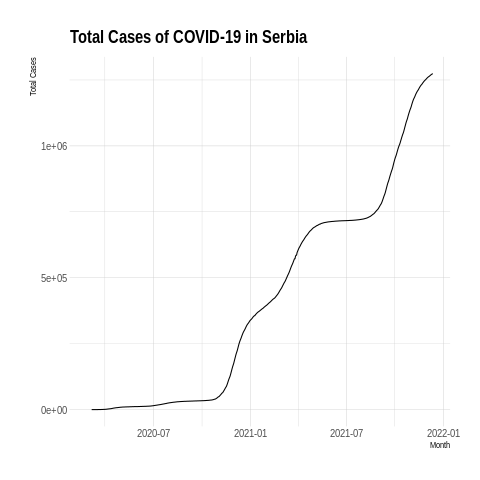 Total Cases of COVID-19 in Serbia
Total Cases
1e+06
5e+05
0e+00
2020-07 2021-01 2021-07 2022-01
Month